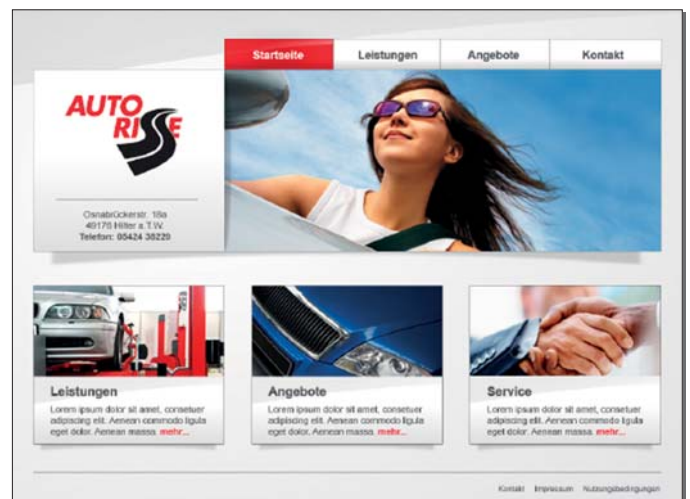 Startseite Leistungen Angebote Kontakt
AUTO
RISSE
Osnabrückerstr. 18a
49176 Hilter a.T.W.
Telefon: 05424 38220
Leistungen
Lorem ipsum dolor sit amet, consetuer
adipiscing elit. Aenean commodo ligula
eget dolor. Aenean massa. mehr...
Angebote
Lorem ipsum dolor sit amet, consetuer
adipiscing elit. Aenean commodo ligula
eget dolor. Aenean massa. mehr...
Service
Lorem ipsum dolor sit amet, consetuer
adipiscing elit. Aenean commodo ligula
eget dolor. Aenean massa. mehr...
Kontakt Impressum Nutzungsbedingungen